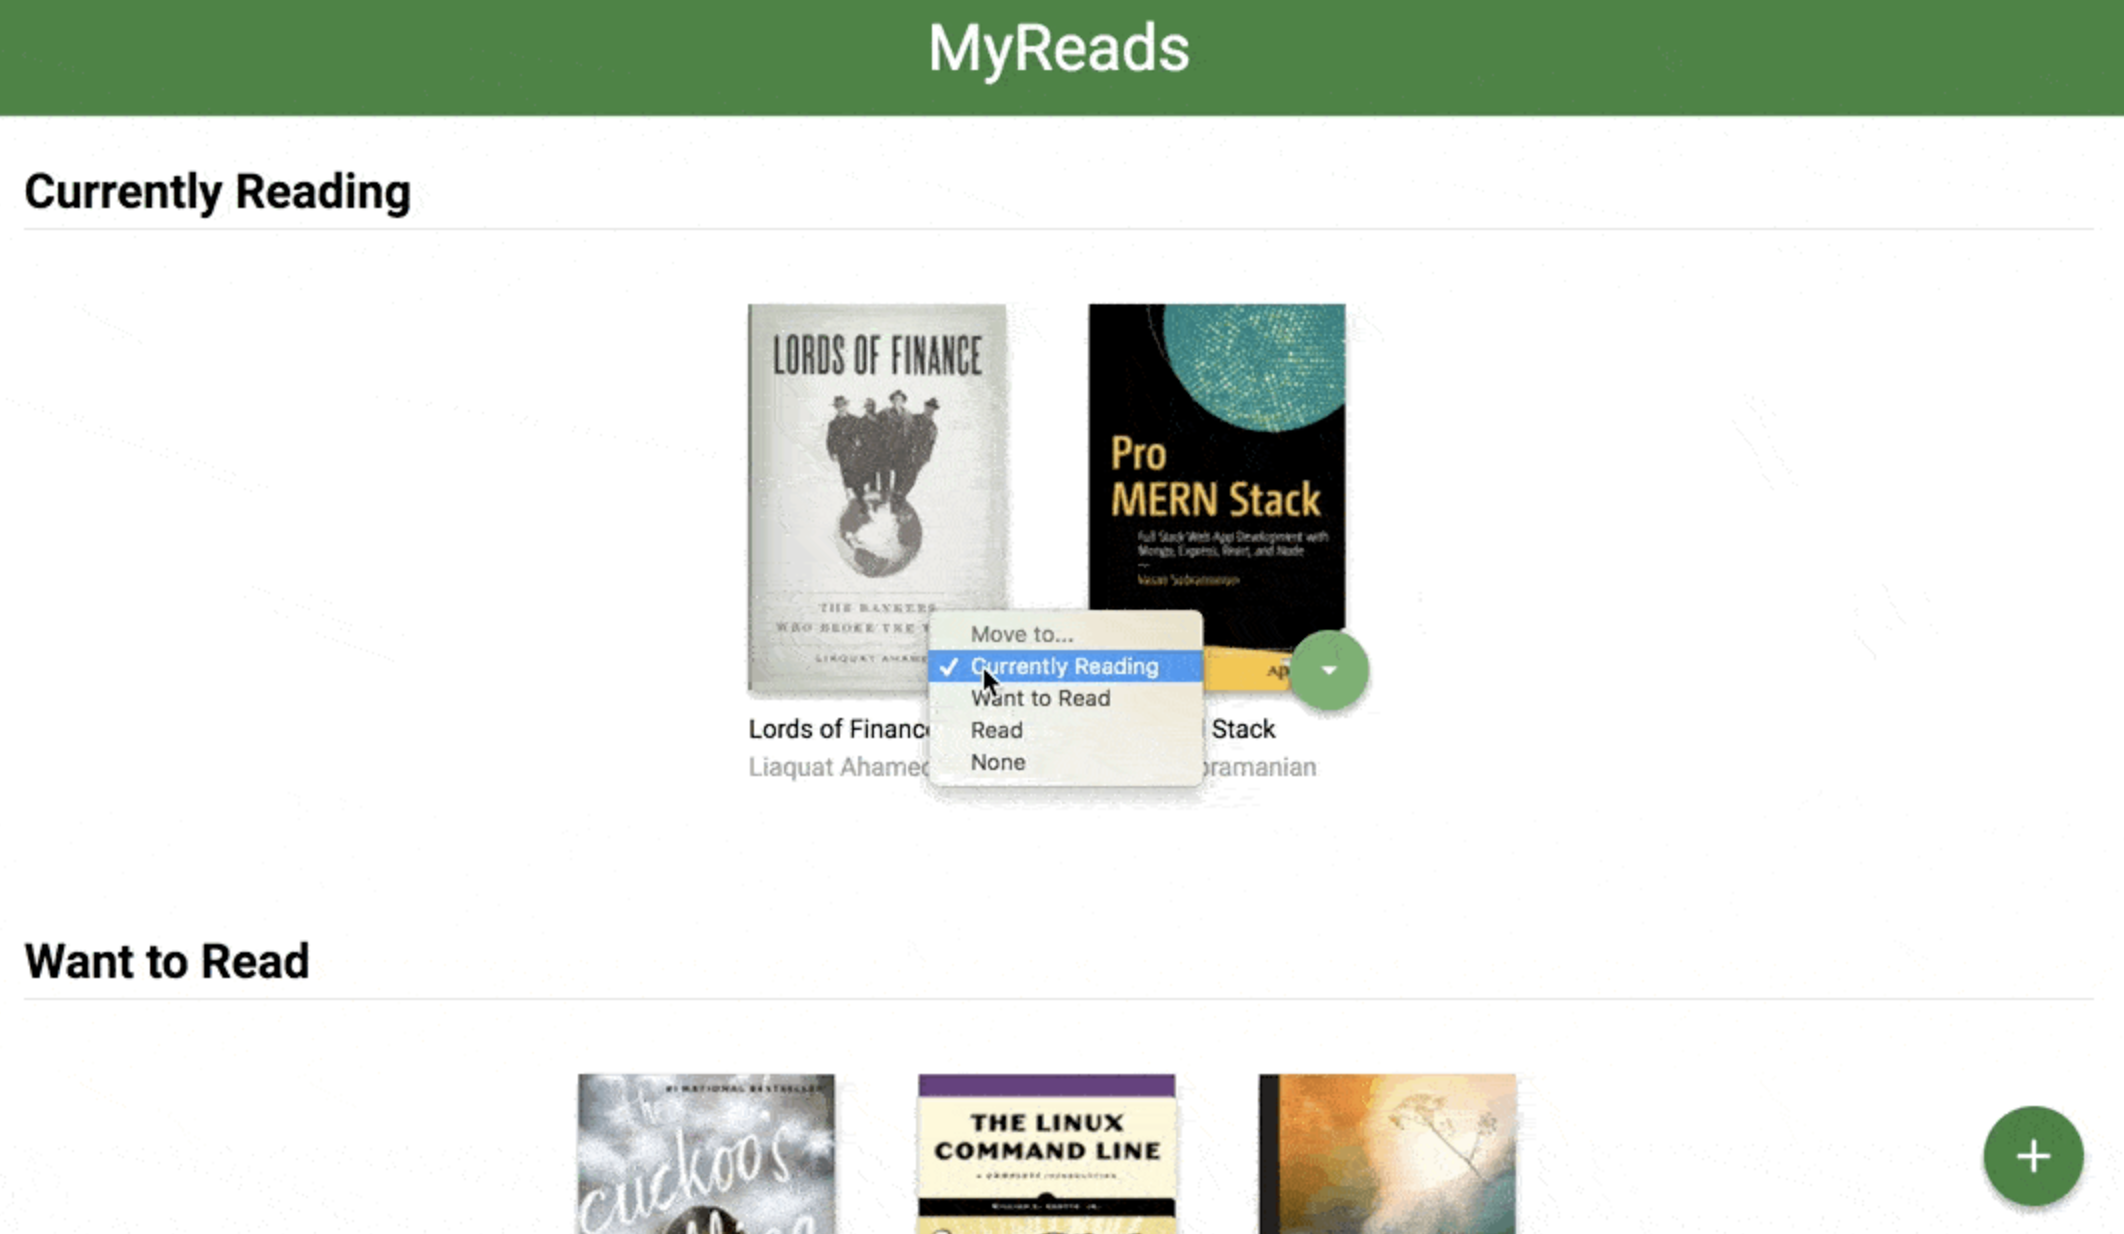 MyReads
Currently Reading
LORDS OF FINANCE
THE BANKERS
WHO BROKE THE
LIAQUAT
Pro
MERN Stack
Full Stack Web App Development with
Mongo, Express, React, and Node
Vasan Subramanian
Move to...
Currently Reading
Want to Read
Read
None
Lords of Financ
Liaquat Ahamed
Stack
bramanian
Want to Read
#1 NATIONAL BESTSELLER
the
cuckoo's
THE LINUX
COMMAND LINE
A COMPLETE INTRODUCTION